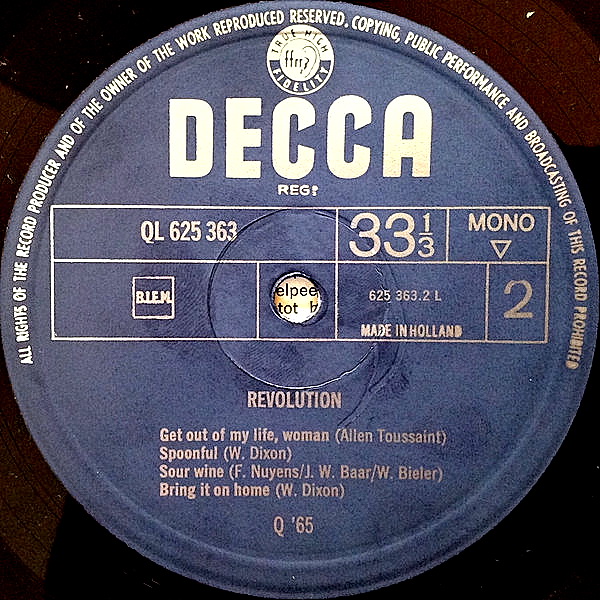 ALL RIGHTS OF THE RECORD PRODUCER AND OF THE OWNER OF THE WORK REPRODUCED RESERVED. COPYING, PUBLIC PERFORMANCE AND BROADCASTING OF THIS RECORD PROHIBITED
TRUE HIGH
ffrr
FIDELITY
DECCA
REGD
QL 625 363
33 1/3
MONO
B.I.E.M.
elpee
tot
625 363.2 L
2
MADE IN HOLLAND
REVOLUTION
Get out of my life, woman (Allen Toussaint)
Spoonful (W. Dixon)
Sour wine (F. Nuyens/J. W. Baar/W. Bieler)
Bring it on home (W. Dixon)
Q '65